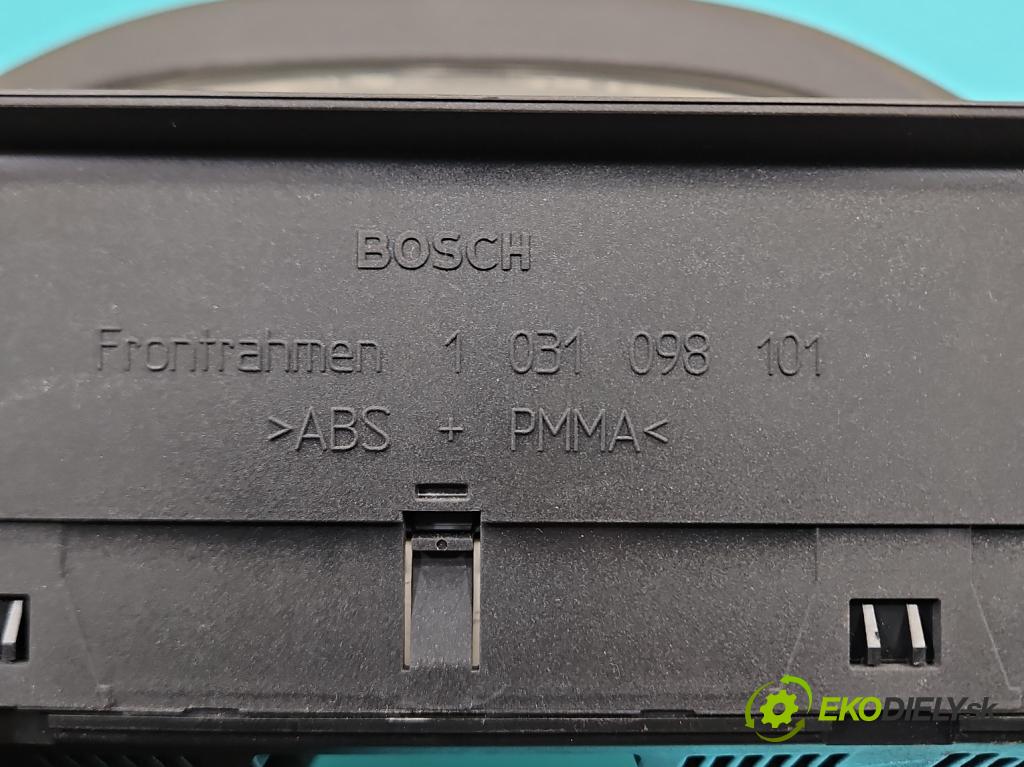 BOSCH
Frontrahmen 1 031 098 101
>ABS + PMMA<
EKODIELY.sk